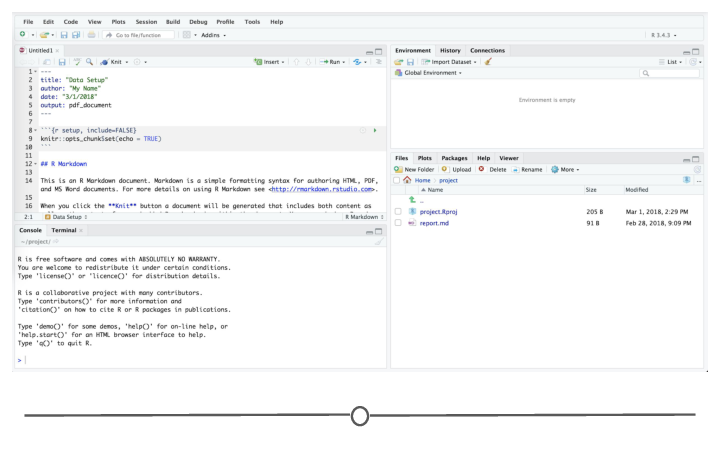 File Edit Code View Plots Session Build Debug Profile Tools Help
Go to file/function Addins R 3.4.3
Untitled1
Knit Insert Run
1 ---
2 title: "Data Setup"
3 author: "My Name"
4 date: "3/1/2018"
5 output: pdf_document
6 ---
7
8 ```{r setup, include=FALSE}
9 knitr::opts_chunk$set(echo = TRUE)
10 ```
11
12 ## R Markdown
13
14 This is an R Markdown document. Markdown is a simple formatting syntax for authoring HTML, PDF,
and MS Word documents. For more details on using R Markdown see <http://rmarkdown.rstudio.com>.
15
16 When you click the **Knit** button a document will be generated that includes both content as
2:1 Data Setup R Markdown
Console Terminal
~/project/
R is free software and comes with ABSOLUTELY NO WARRANTY.
You are welcome to redistribute it under certain conditions.
Type 'license()' or 'licence()' for distribution details.
R is a collaborative project with many contributors.
Type 'contributors()' for more information and
'citation()' on how to cite R or R packages in publications.
Type 'demo()' for some demos, 'help()' for on-line help, or
'help.start()' for an HTML browser interface to help.
Type 'q()' to quit R.
>
Environment History Connections
Import Dataset List
Global Environment
Environment is empty
Files Plots Packages Help Viewer
New Folder Upload Delete Rename More
Home project
Name Size Modified
..
project.Rproj 205 B Mar 1, 2018, 2:29 PM
report.md 91 B Feb 28, 2018, 9:09 PM